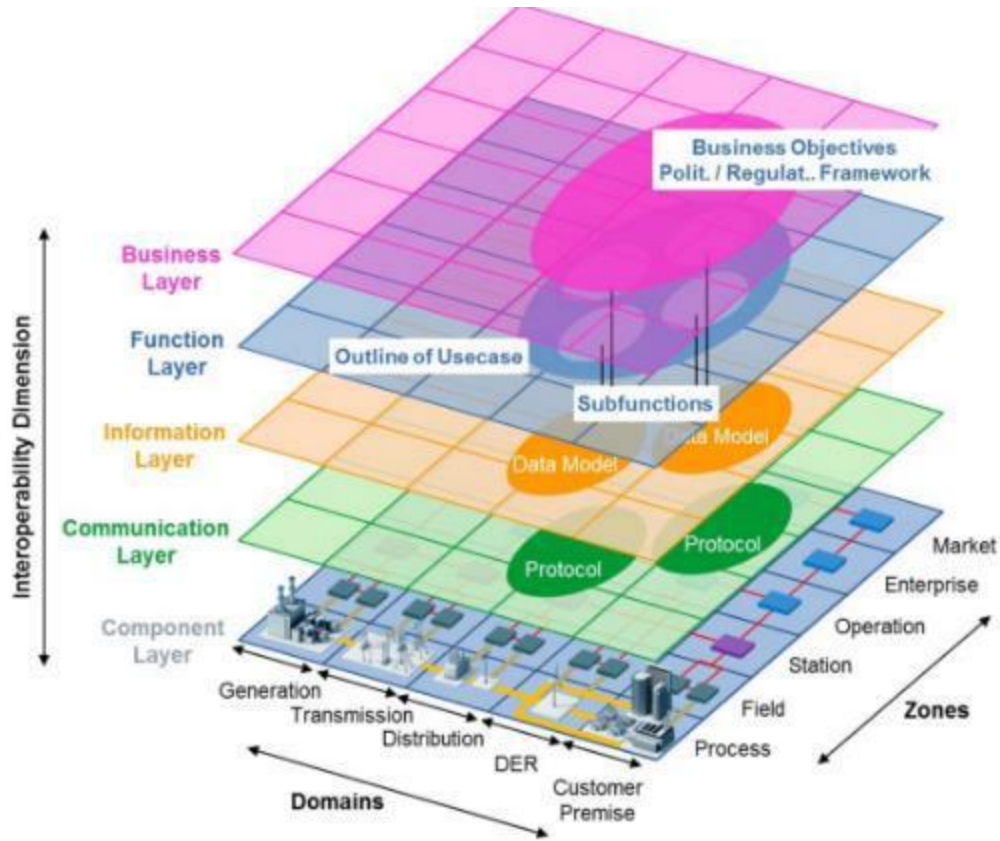 Business Objectives
Polit. / Regulat.. Framework
Business
Layer
Function
Layer
Outline of Usecase
Subfunctions
Information
Layer
Data Model
Data Model
Communication
Layer
Protocol
Protocol
Component
Layer
Interoperability Dimension
Generation
Transmission
Distribution
DER
Customer
Premise
Domains
Market
Enterprise
Operation
Station
Field
Process
Zones